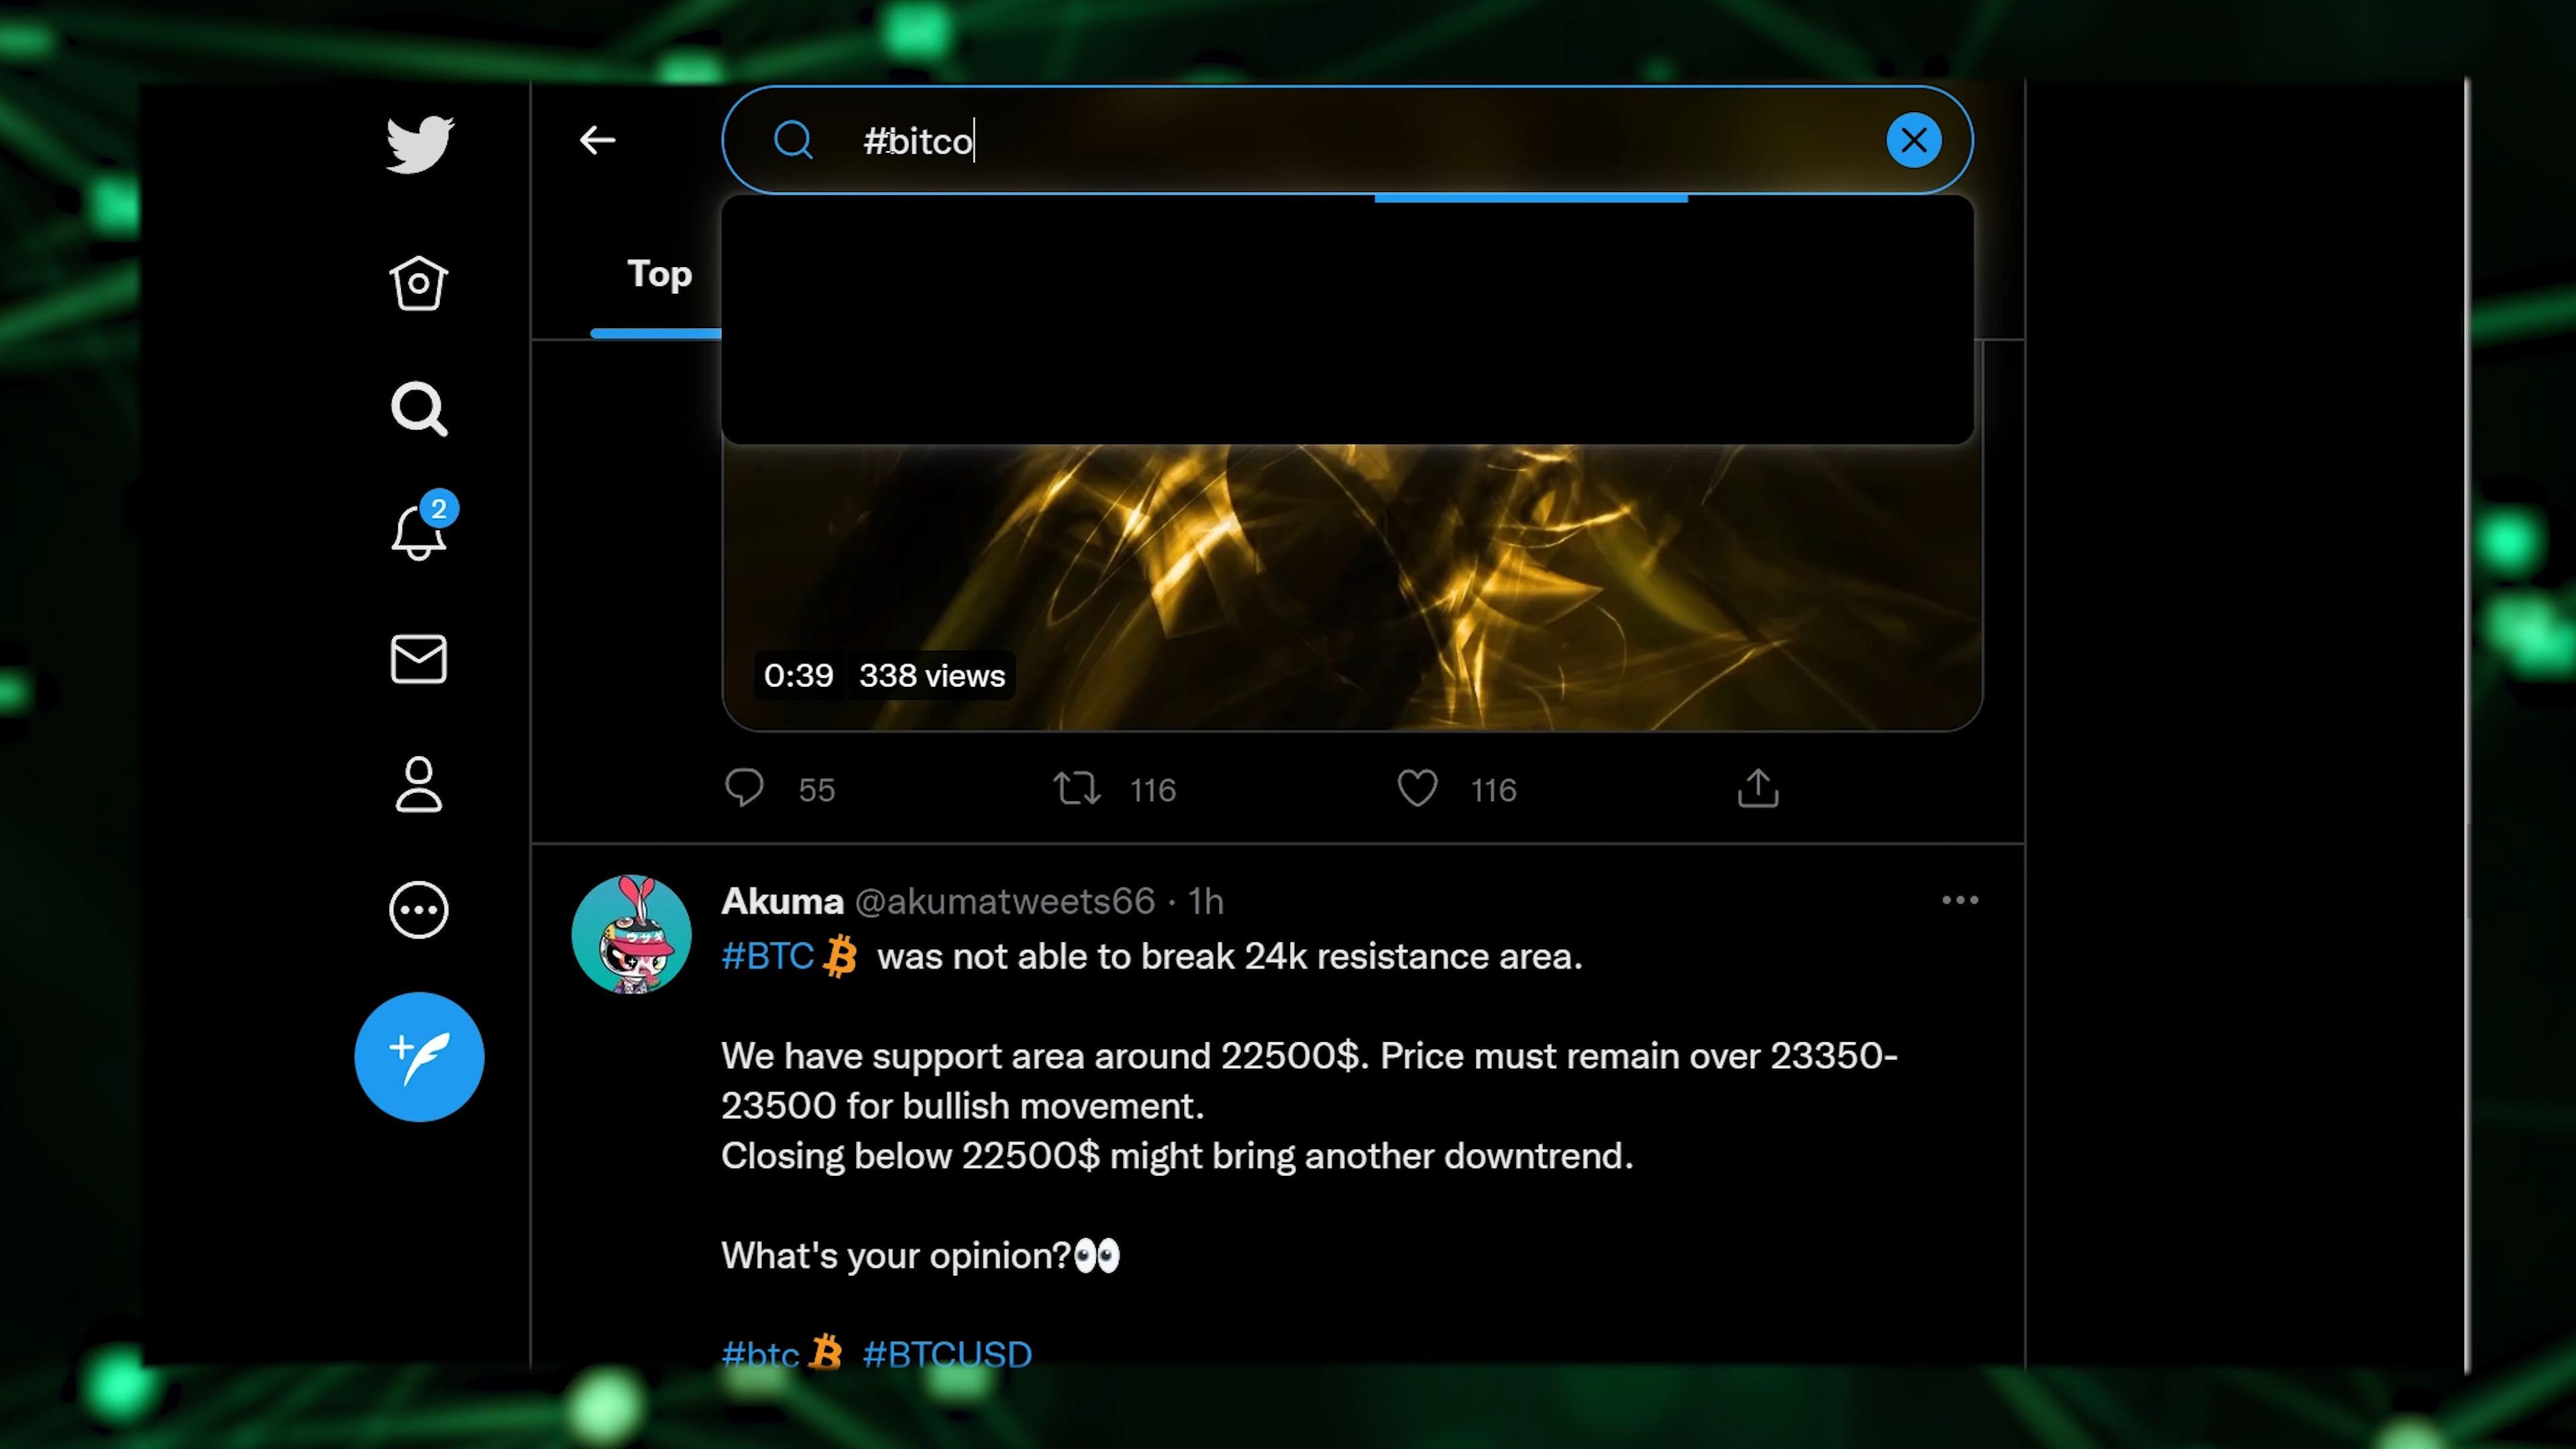 #bitco
Top
2
0:39 338 views
55 116 116
Akuma @akumatweets66 · 1h
#BTC was not able to break 24k resistance area.
We have support area around 22500$. Price must remain over 23350-
23500 for bullish movement.
Closing below 22500$ might bring another downtrend.
What's your opinion?👀
#btc #BTCUSD